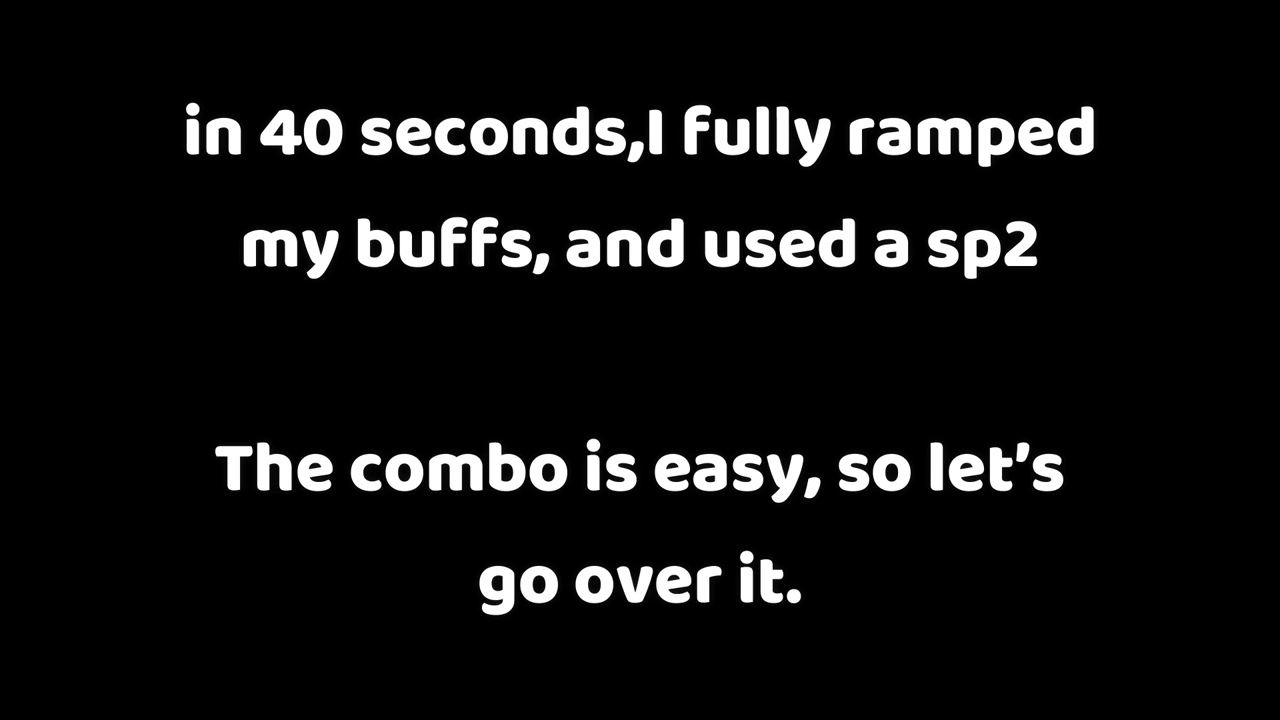 in 40 seconds,I fully ramped
my buffs, and used a sp2
The combo is easy, so let's
go over it.